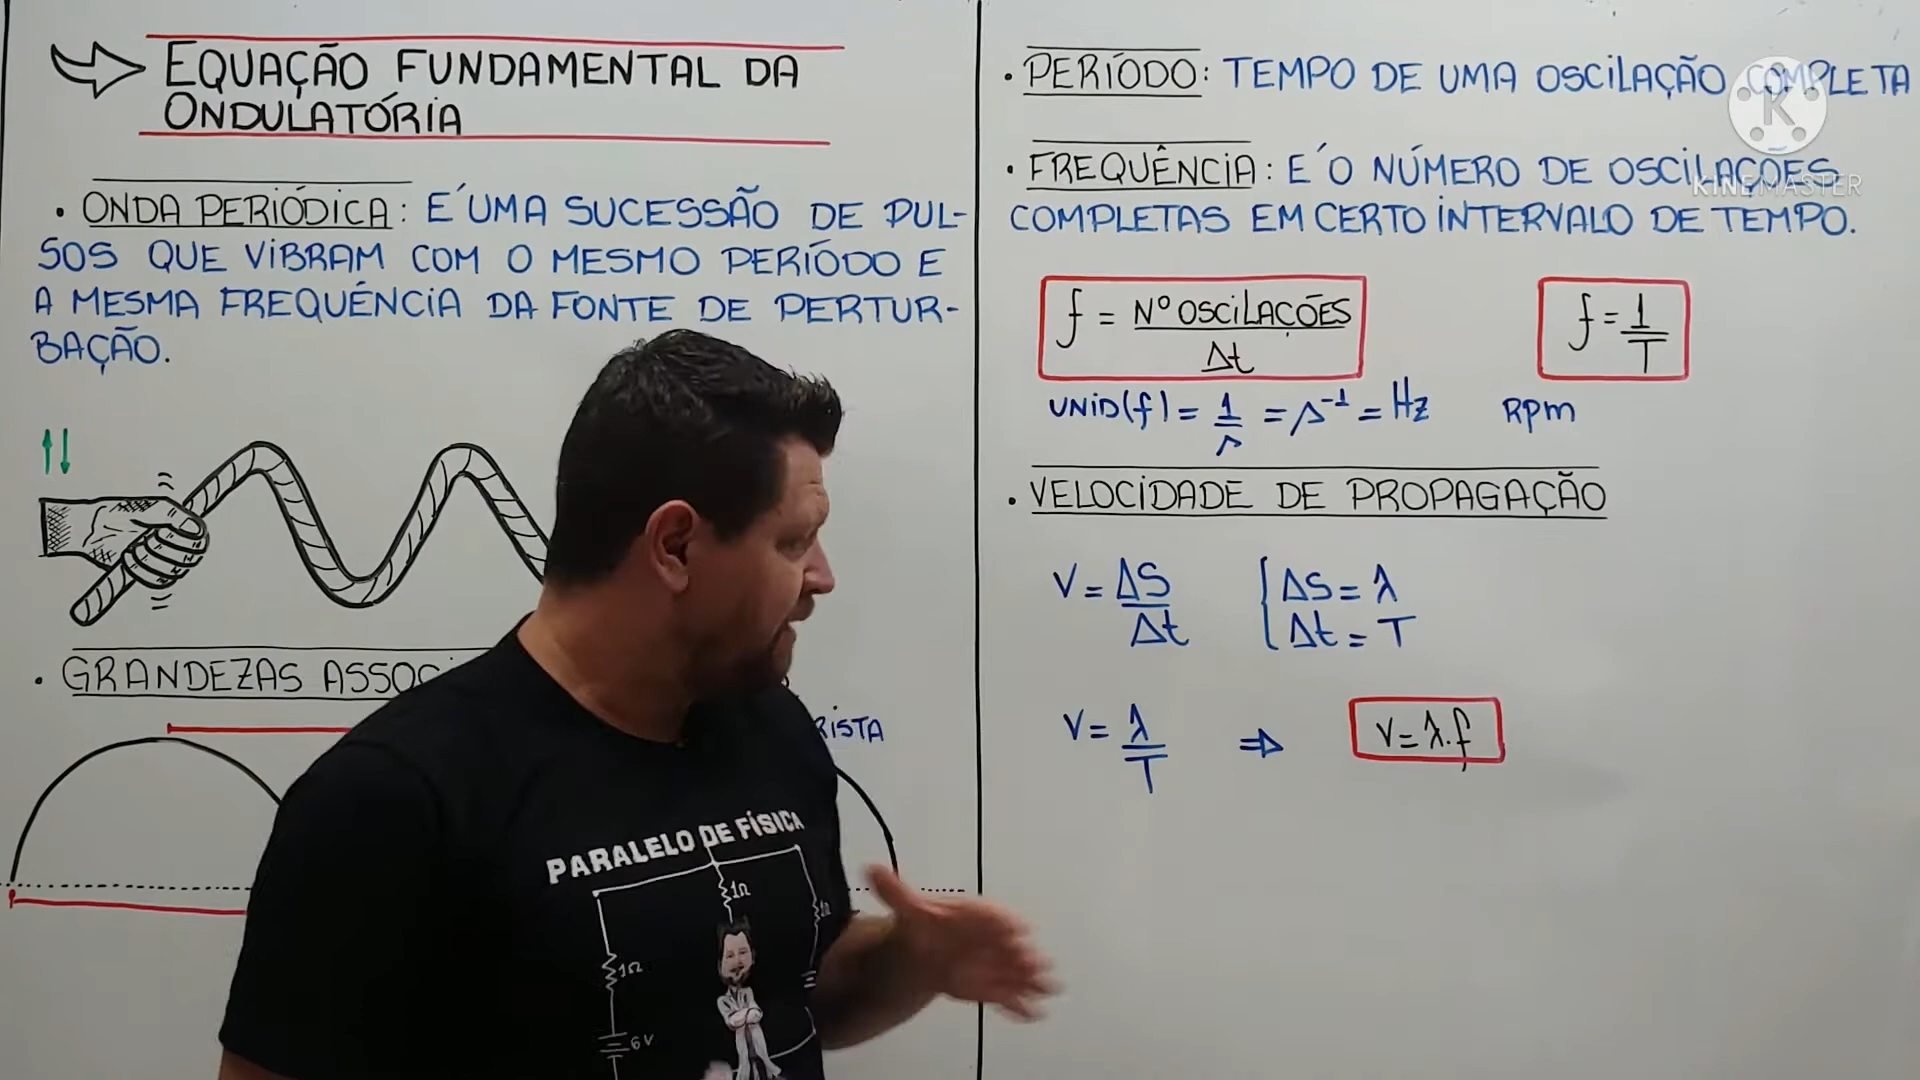 EQUAÇÃO FUNDAMENTAL DA
ONDULATÓRIA
• ONDA PERIÓDICA: É UMA SUCESSÃO DE PUL-
SOS QUE VIBRAM COM O MESMO PERÍODO E
A MESMA FREQUÊNCIA DA FONTE DE PERTUR-
BAÇÃO.
• GRANDEZAS
• PERÍODO: TEMPO DE UMA OSCILAÇÃO COMPLETA
• FREQUÊNCIA: É O NÚMERO DE OSCILAÇÕES
COMPLETAS EM CERTO INTERVALO DE TEMPO.
f = Nº OSCILAÇÕES / Δt
f = 1/T
UNID(f) = 1/s = s⁻¹ = Hz
RPM
• VELOCIDADE DE PROPAGAÇÃO
V = ΔS/Δt
{ ΔS = λ
Δt = T
V = λ/T ⇒ V = λ.f
PARALELO DE FÍSICA
1Ω
1Ω
1Ω
6V
K
KINEMASTER